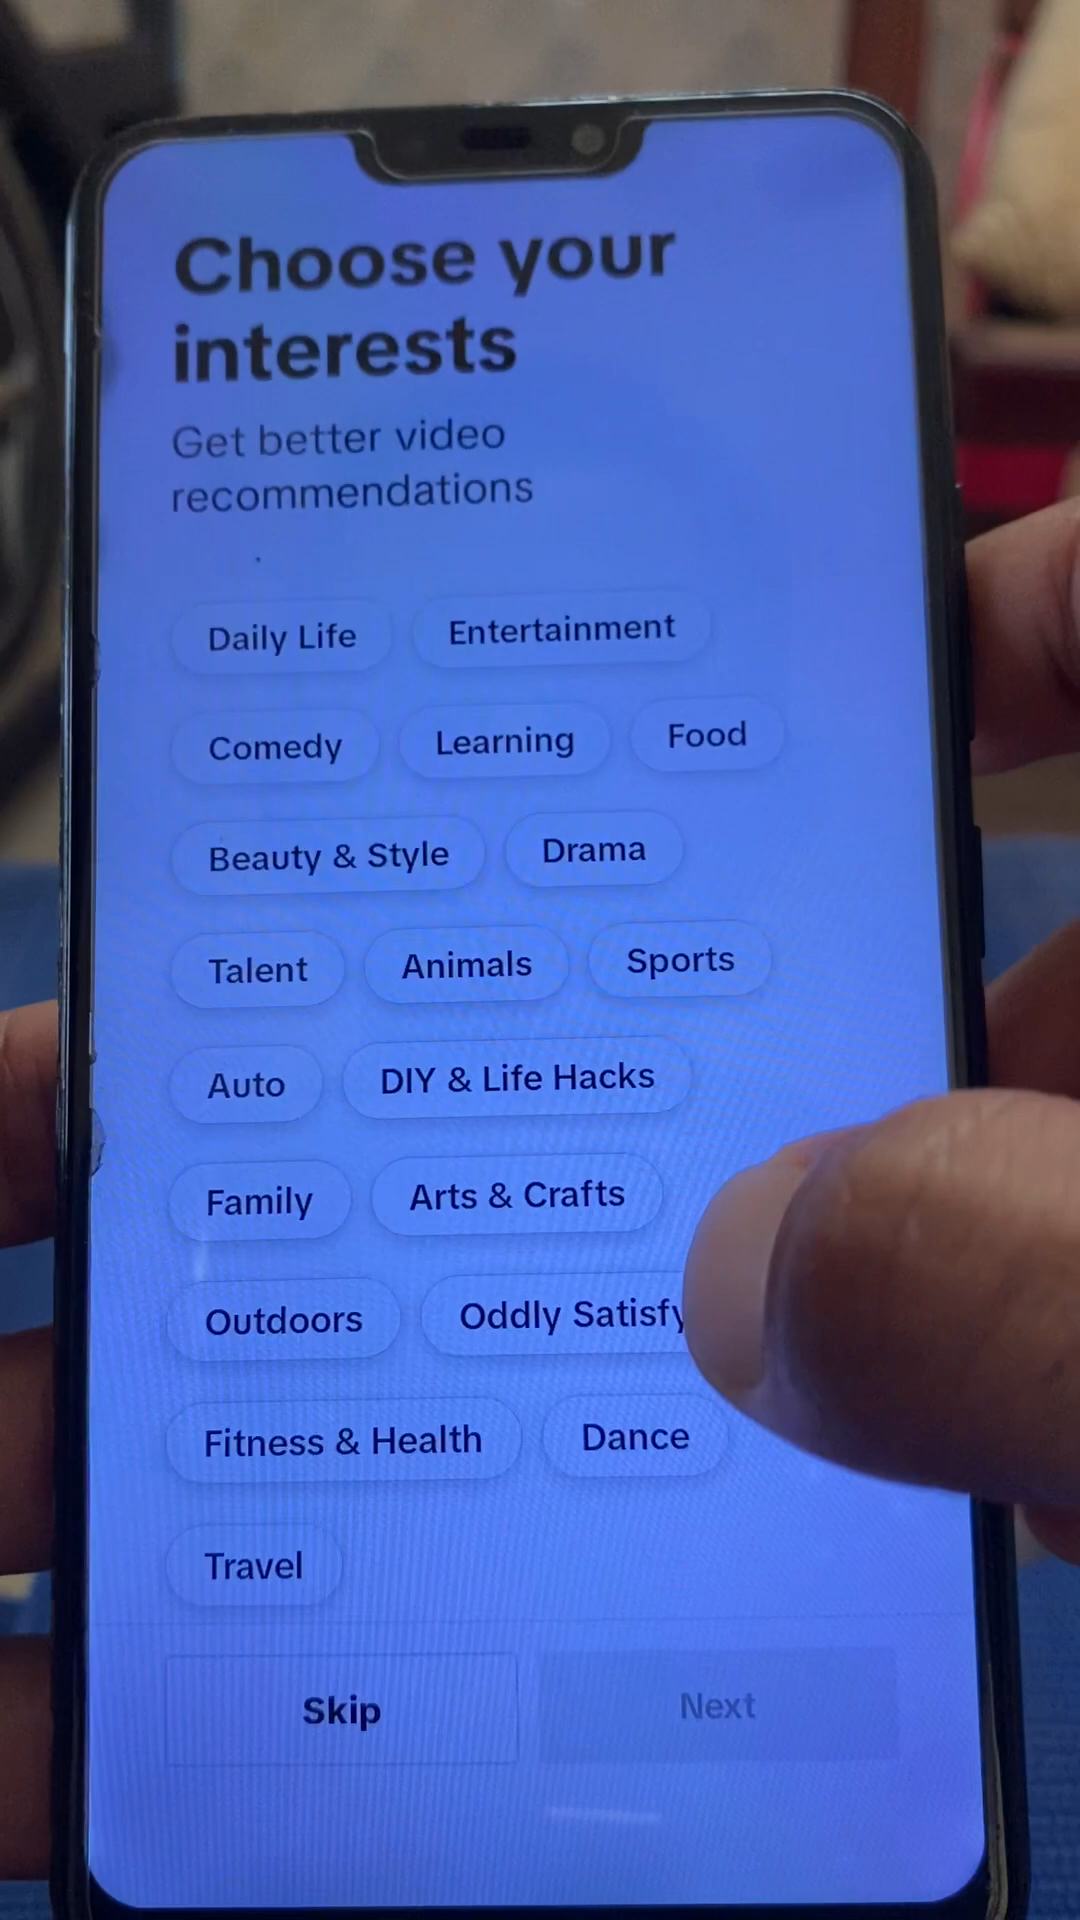 Choose your
interests
Get better video
recommendations
Daily Life Entertainment
Comedy Learning Food
Beauty & Style Drama
Talent Animals Sports
Auto DIY & Life Hacks
Family Arts & Crafts
Outdoors Oddly
Fitness & Health Dance
Travel
Skip Next